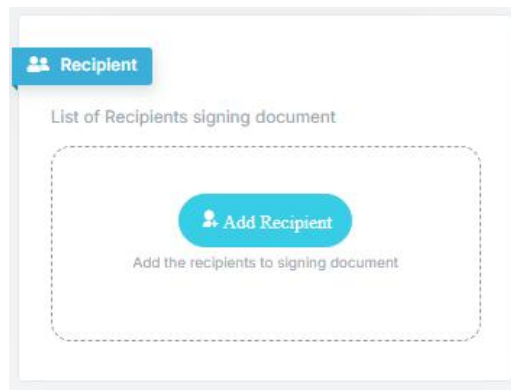 Recipient
List of Recipients signing document
Add Recipient
Add the recipients to signing document